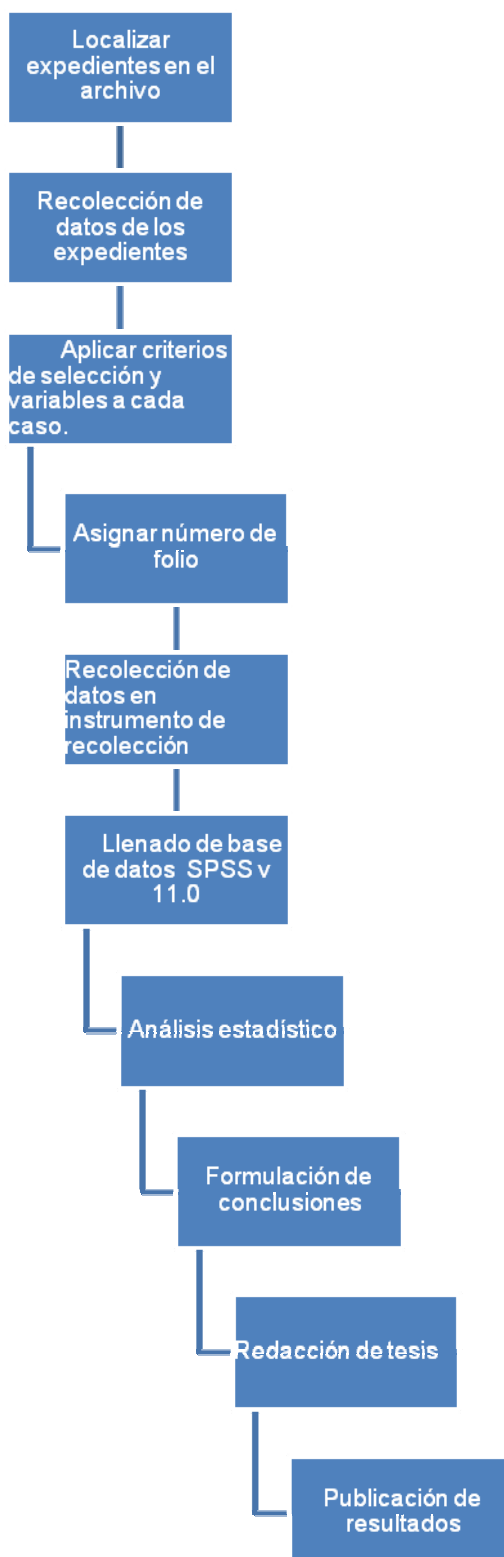 Localizar
expedientes en el
archivo
Recolección de
datos de los
expedientes
Aplicar criterios
de selección y
variables a cada
caso.
Asignar número de
folio
Recolección de
datos en
instrumento de
recolección
Llenado de base
de datos SPSS v
11.0
Análisis estadístico
Formulación de
conclusiones
Redacción de tesis
Publicación de
resultados